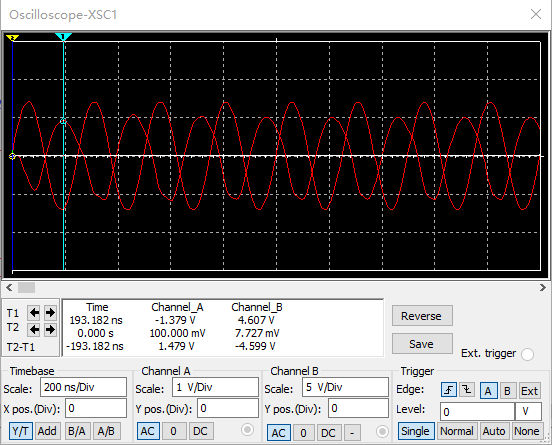 Oscilloscope-XSC1
2 1
Time Channel_A Channel_B
T1 193.182 ns -1.379 V 4.607 V
T2 0.000 s 100.000 mV 7.727 mV
T2-T1 -193.182 ns 1.479 V -4.599 V
Reverse
Save
Ext. trigger
Timebase Channel A Channel B Trigger
Scale: 200 ns/Div Scale: 1 V/Div Scale: 5 V/Div Edge: A B Ext
X pos.(Div): 0 Y pos.(Div): 0 Y pos.(Div): 0 Level: 0 V
Y/T Add B/A A/B AC 0 DC AC 0 DC - Single Normal Auto None